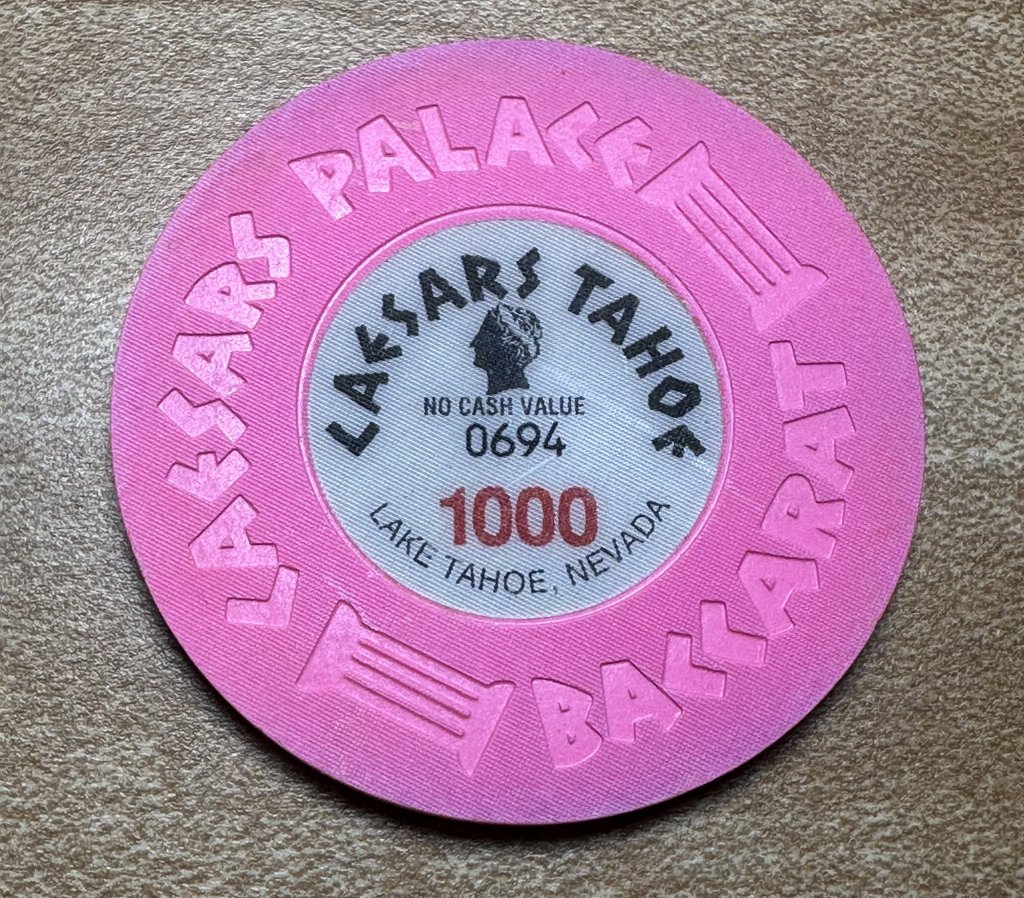 CAESARS PALACE
BACCARAT
CAESARS TAHOE
NO CASH VALUE
0694
1000
LAKE TAHOE, NEVADA